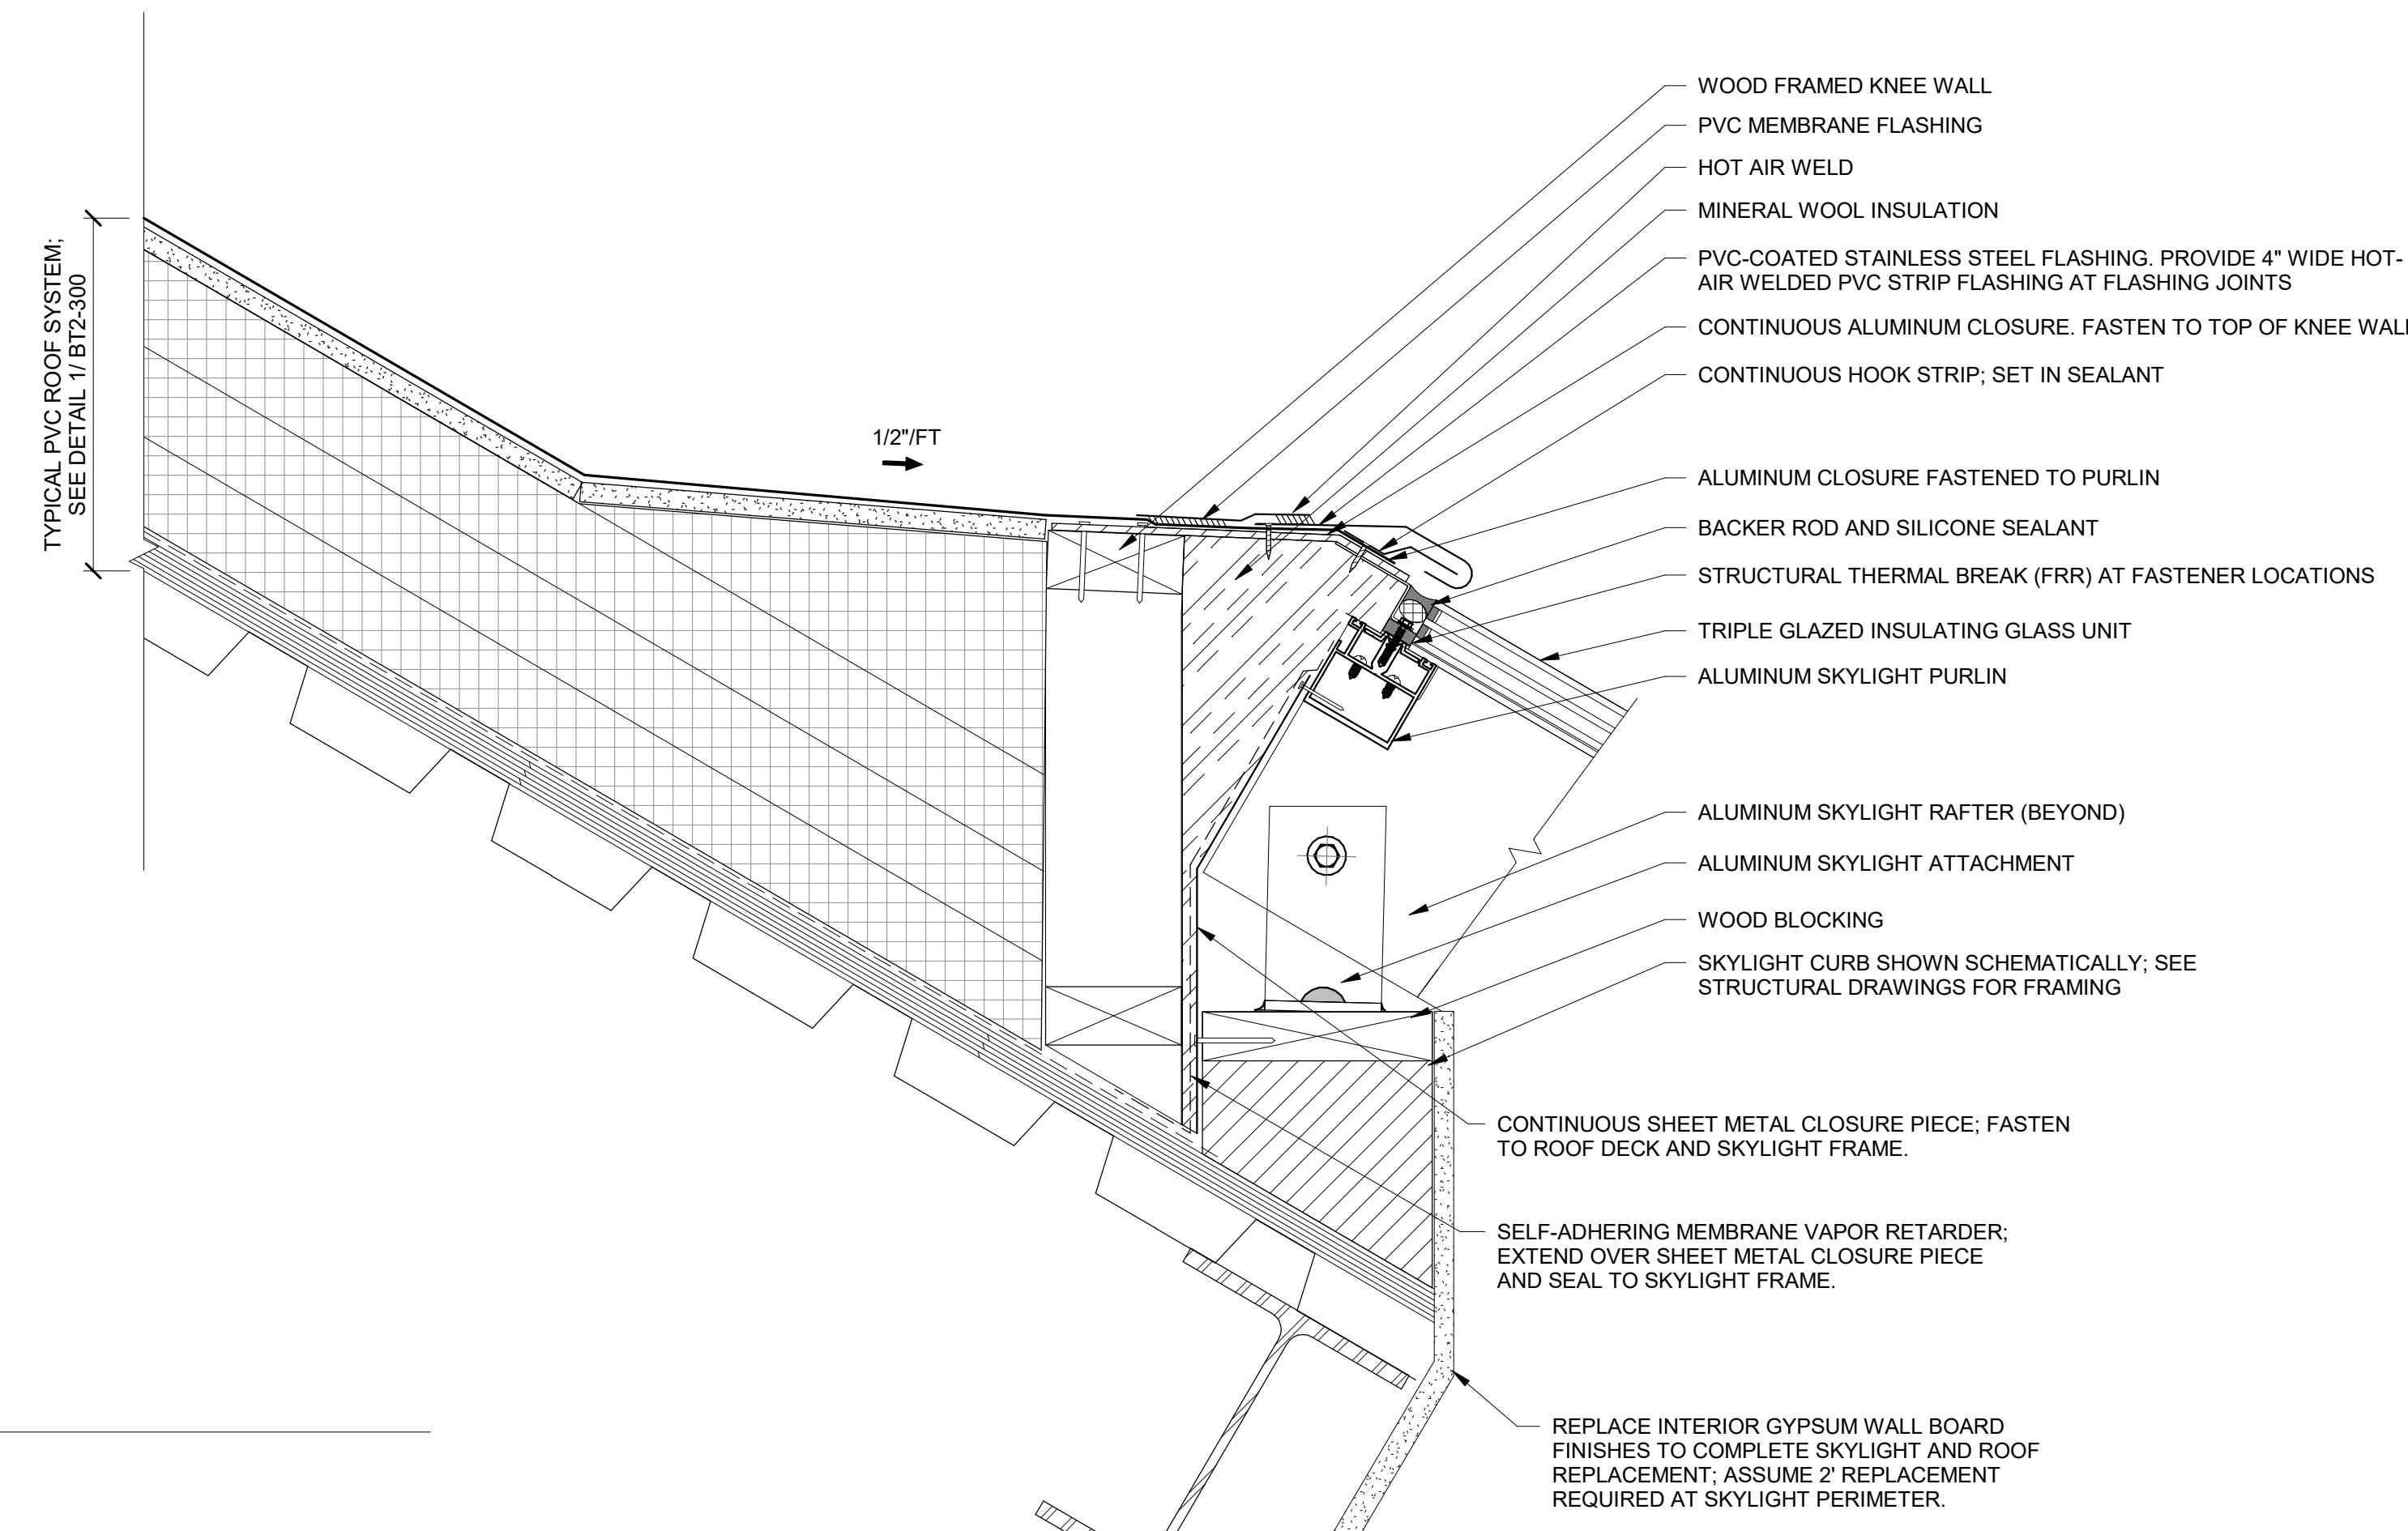 WOOD FRAMED KNEE WALL
PVC MEMBRANE FLASHING
HOT AIR WELD
MINERAL WOOL INSULATION
PVC-COATED STAINLESS STEEL FLASHING. PROVIDE 4" WIDE HOT-
AIR WELDED PVC STRIP FLASHING AT FLASHING JOINTS
CONTINUOUS ALUMINUM CLOSURE. FASTEN TO TOP OF KNEE WALL
CONTINUOUS HOOK STRIP; SET IN SEALANT
TYPICAL PVC ROOF SYSTEM;
SEE DETAIL 1/ BT2-300
1/2"/FT
ALUMINUM CLOSURE FASTENED TO PURLIN
BACKER ROD AND SILICONE SEALANT
STRUCTURAL THERMAL BREAK (FRR) AT FASTENER LOCATIONS
TRIPLE GLAZED INSULATING GLASS UNIT
ALUMINUM SKYLIGHT PURLIN
ALUMINUM SKYLIGHT RAFTER (BEYOND)
ALUMINUM SKYLIGHT ATTACHMENT
WOOD BLOCKING
SKYLIGHT CURB SHOWN SCHEMATICALLY; SEE
STRUCTURAL DRAWINGS FOR FRAMING
CONTINUOUS SHEET METAL CLOSURE PIECE; FASTEN
TO ROOF DECK AND SKYLIGHT FRAME.
SELF-ADHERING MEMBRANE VAPOR RETARDER;
EXTEND OVER SHEET METAL CLOSURE PIECE
AND SEAL TO SKYLIGHT FRAME.
REPLACE INTERIOR GYPSUM WALL BOARD
FINISHES TO COMPLETE SKYLIGHT AND ROOF
REPLACEMENT; ASSUME 2' REPLACEMENT
REQUIRED AT SKYLIGHT PERIMETER.